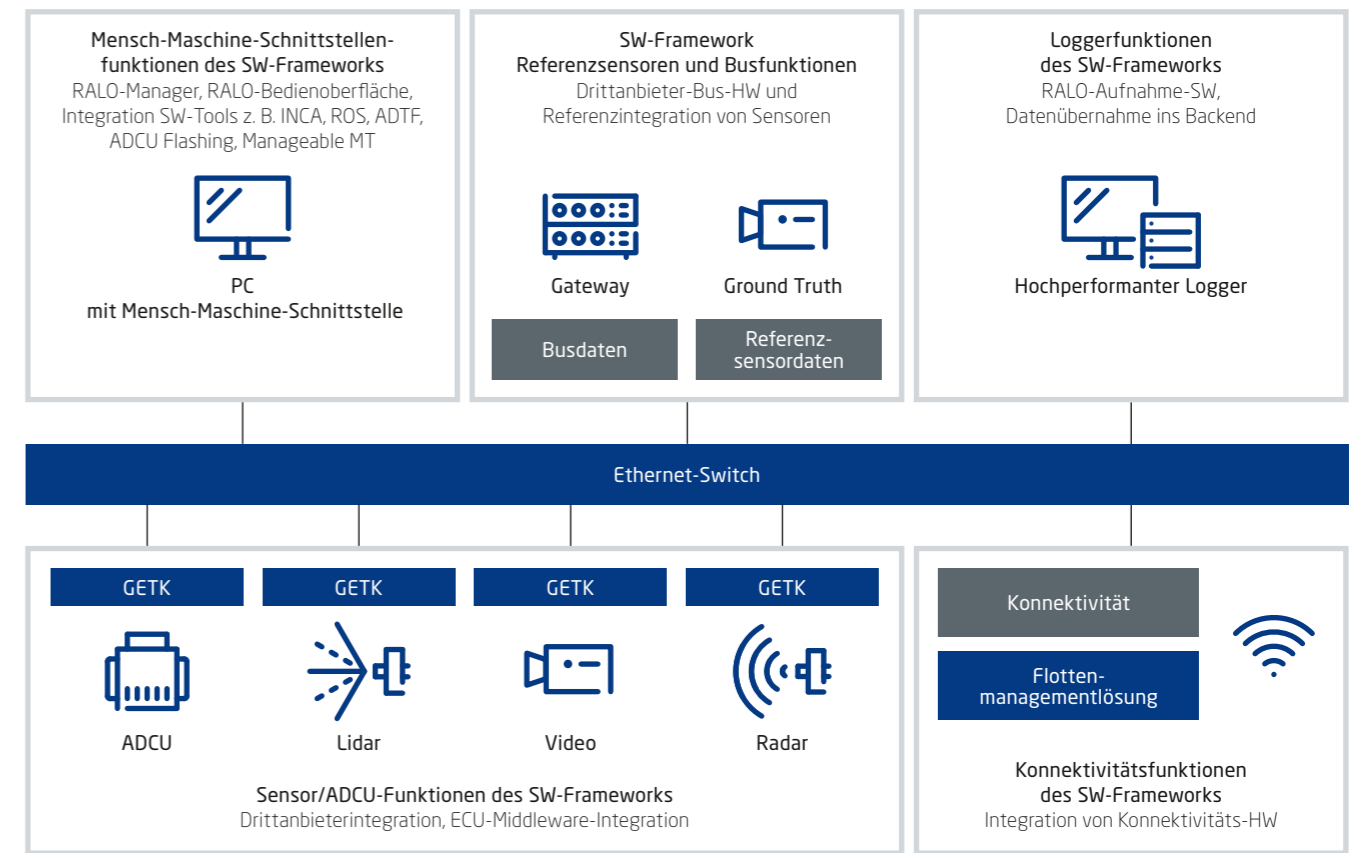 Mensch-Maschine-Schnittstellen-
funktionen des SW-Frameworks
RALO-Manager, RALO-Bedienoberfläche,
Integration SW-Tools z. B. INCA, ROS, ADTF,
ADCU Flashing, Manageable MT
PC
mit Mensch-Maschine-Schnittstelle
SW-Framework
Referenzsensoren und Busfunktionen
Drittanbieter-Bus-HW und
Referenzintegration von Sensoren
Gateway
Ground Truth
Busdaten
Referenz-
sensordaten
Loggerfunktionen
des SW-Frameworks
RALO-Aufnahme-SW,
Datenübernahme ins Backend
Hochperformanter Logger
Ethernet-Switch
GETK
GETK
GETK
GETK
ADCU
Lidar
Video
Radar
Sensor/ADCU-Funktionen des SW-Frameworks
Drittanbieterintegration, ECU-Middleware-Integration
Konnektivität
Flotten-
managementlösung
Konnektivitätsfunktionen
des SW-Frameworks
Integration von Konnektivitäts-HW